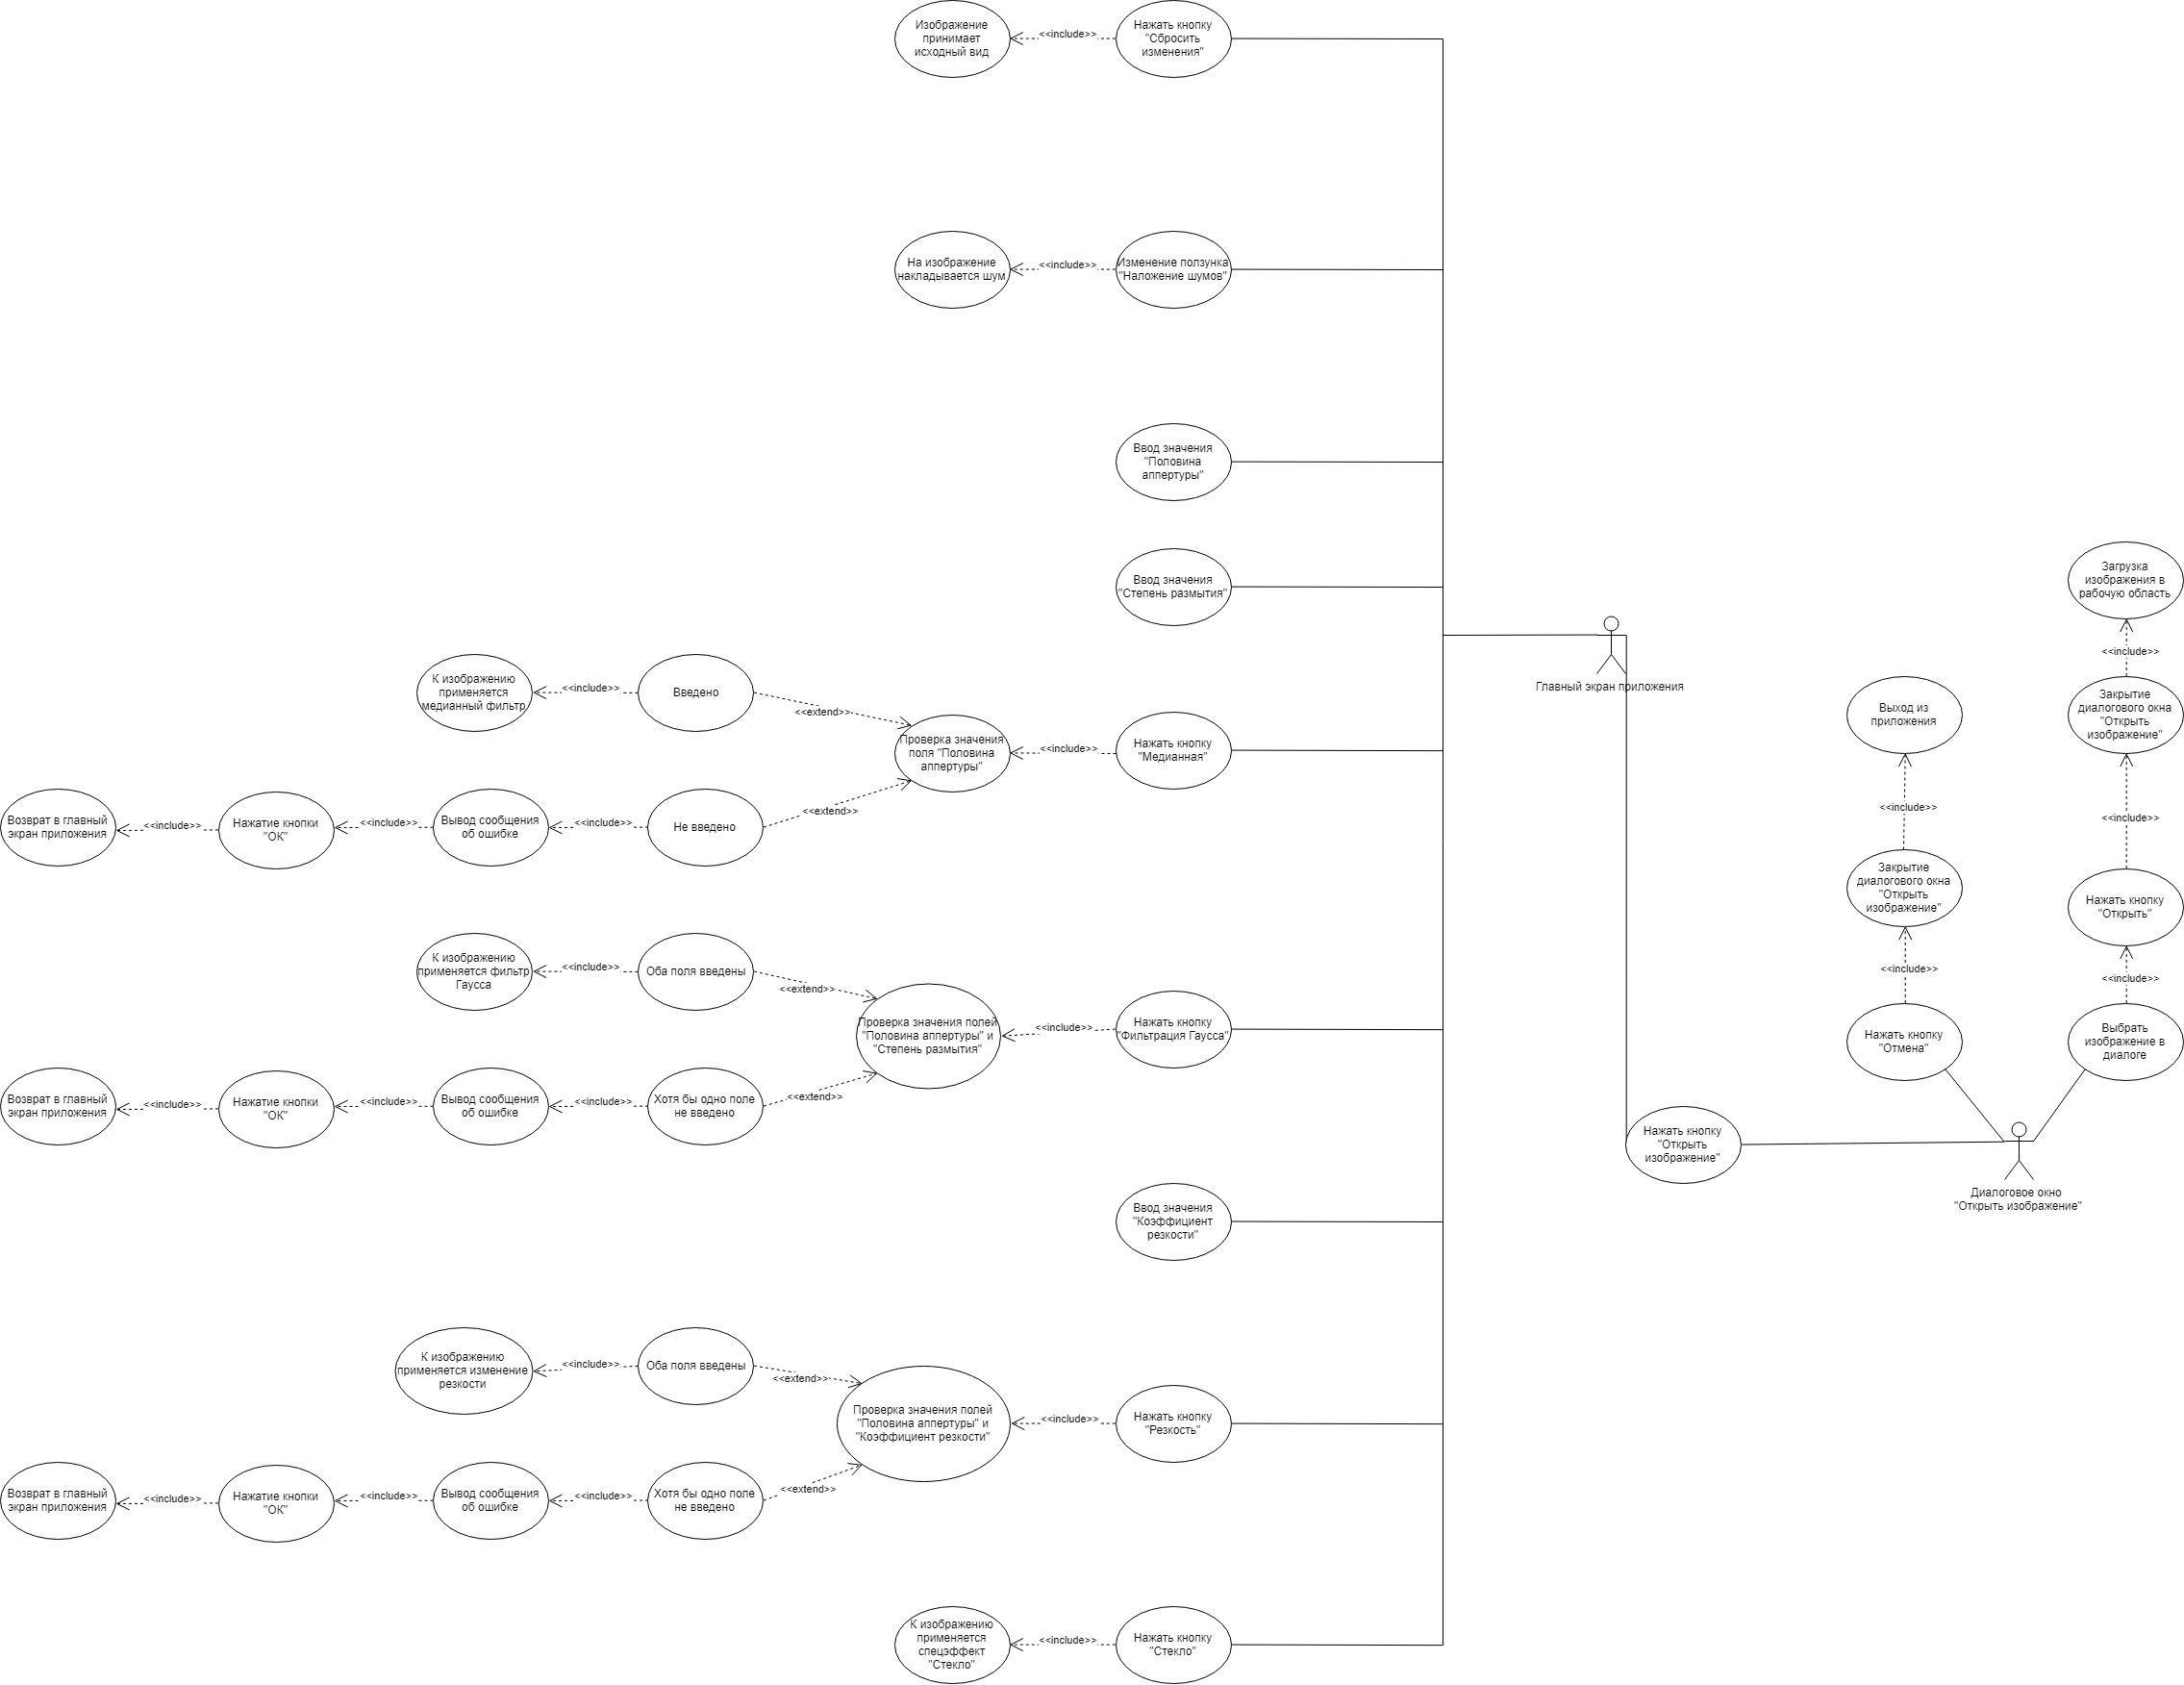 Изображение
принимает
исходный вид
<<include>>
Нажать кнопку
"Сбросить
изменения"
На изображение
накладывается шум
<<include>>
Изменение ползунка
"Наложение шумов"
Ввод значения
"Половина
аппертуры"
Ввод значения
"Степень размытия"
К изображению
применяется
медианный фильтр
<<include>>
Введено
<<extend>>
Проверка значения
поля "Половина
аппертуры"
<<include>>
Нажать кнопку
"Медианная"
Возврат в главный
экран приложения
<<include>>
Нажатие кнопки
"ОК"
<<include>>
Вывод сообщения
об ошибке
<<include>>
Не введено
<<extend>>
К изображению
применяется фильтр
Гаусса
<<include>>
Оба поля введены
<<extend>>
Проверка значения полей
"Половина аппертуры" и
"Степень размытия"
<<include>>
Нажать кнопку
"Фильтрация Гаусса"
Возврат в главный
экран приложения
<<include>>
Нажатие кнопки
"ОК"
<<include>>
Вывод сообщения
об ошибке
<<include>>
Хотя бы одно поле
не введено
<<extend>>
Ввод значения
"Коэффициент
резкости"
К изображению
применяется изменение
резкости
<<include>>
Оба поля введены
<<extend>>
Проверка значения полей
"Половина аппертуры" и
"Коэффициент резкости"
<<include>>
Нажать кнопку
"Резкость"
Возврат в главный
экран приложения
<<include>>
Нажатие кнопки
"ОК"
<<include>>
Вывод сообщения
об ошибке
<<include>>
Хотя бы одно поле
не введено
<<extend>>
К изображению
применяется
спецэффект
"Стекло"
<<include>>
Нажать кнопку
"Стекло"
Главный экран приложения
Нажать кнопку
"Открыть
изображение"
Диалоговое окно
"Открыть изображение"
Выход из
приложения
<<include>>
Закрытие
диалогового окна
"Открыть
изображение"
<<include>>
Нажать кнопку
"Отмена"
Загрузка
изображения в
рабочую область
<<include>>
Закрытие
диалогового окна
"Открыть
изображение"
<<include>>
Нажать кнопку
"Открыть"
<<include>>
Выбрать
изображение в
диалоге